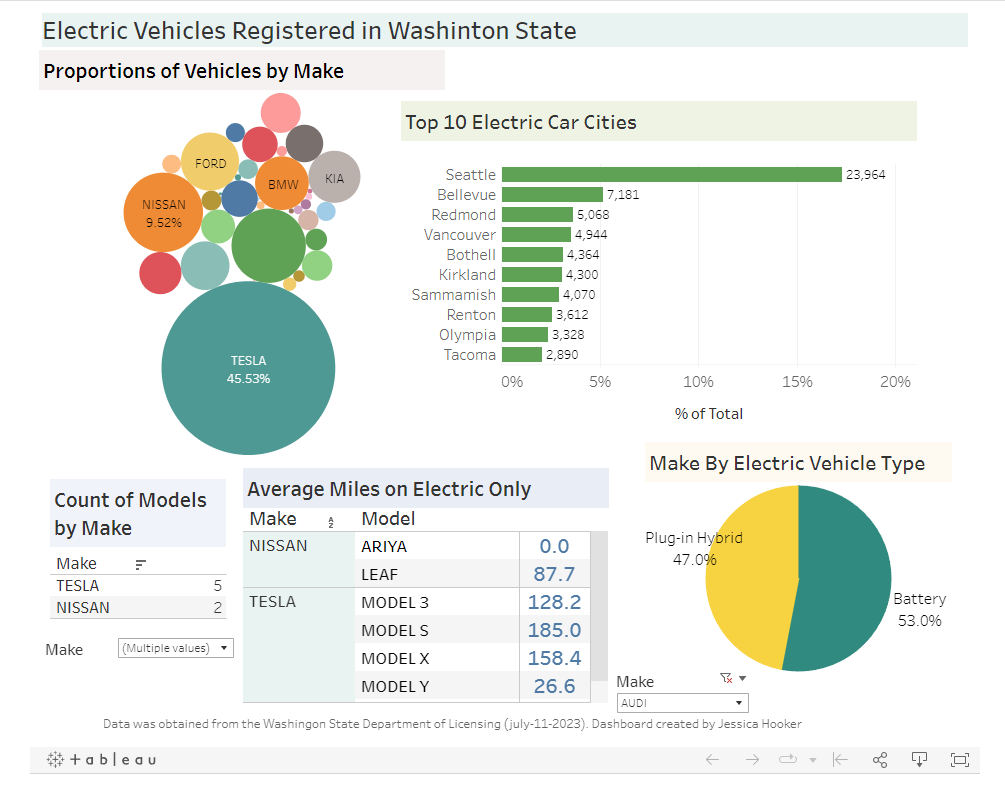 Electric Vehicles Registered in Washinton State
Proportions of Vehicles by Make
FORD
BMW
KIA
NISSAN
9.52%
TESLA
45.53%
Top 10 Electric Car Cities
Seattle 23,964
Bellevue 7,181
Redmond 5,068
Vancouver 4,944
Bothell 4,364
Kirkland 4,300
Sammamish 4,070
Renton 3,612
Olympia 3,328
Tacoma 2,890
0% 5% 10% 15% 20%
% of Total
Count of Models
by Make
Make
TESLA 5
NISSAN 2
Make (Multiple values)
Average Miles on Electric Only
Make Model
NISSAN ARIYA 0.0
LEAF 87.7
TESLA MODEL 3 128.2
MODEL S 185.0
MODEL X 158.4
MODEL Y 26.6
Make By Electric Vehicle Type
Plug-in Hybrid
47.0%
Battery
53.0%
Make
AUDI
Data was obtained from the Washingon State Department of Licensing (july-11-2023). Dashboard created by Jessica Hooker
+ a b l e a u